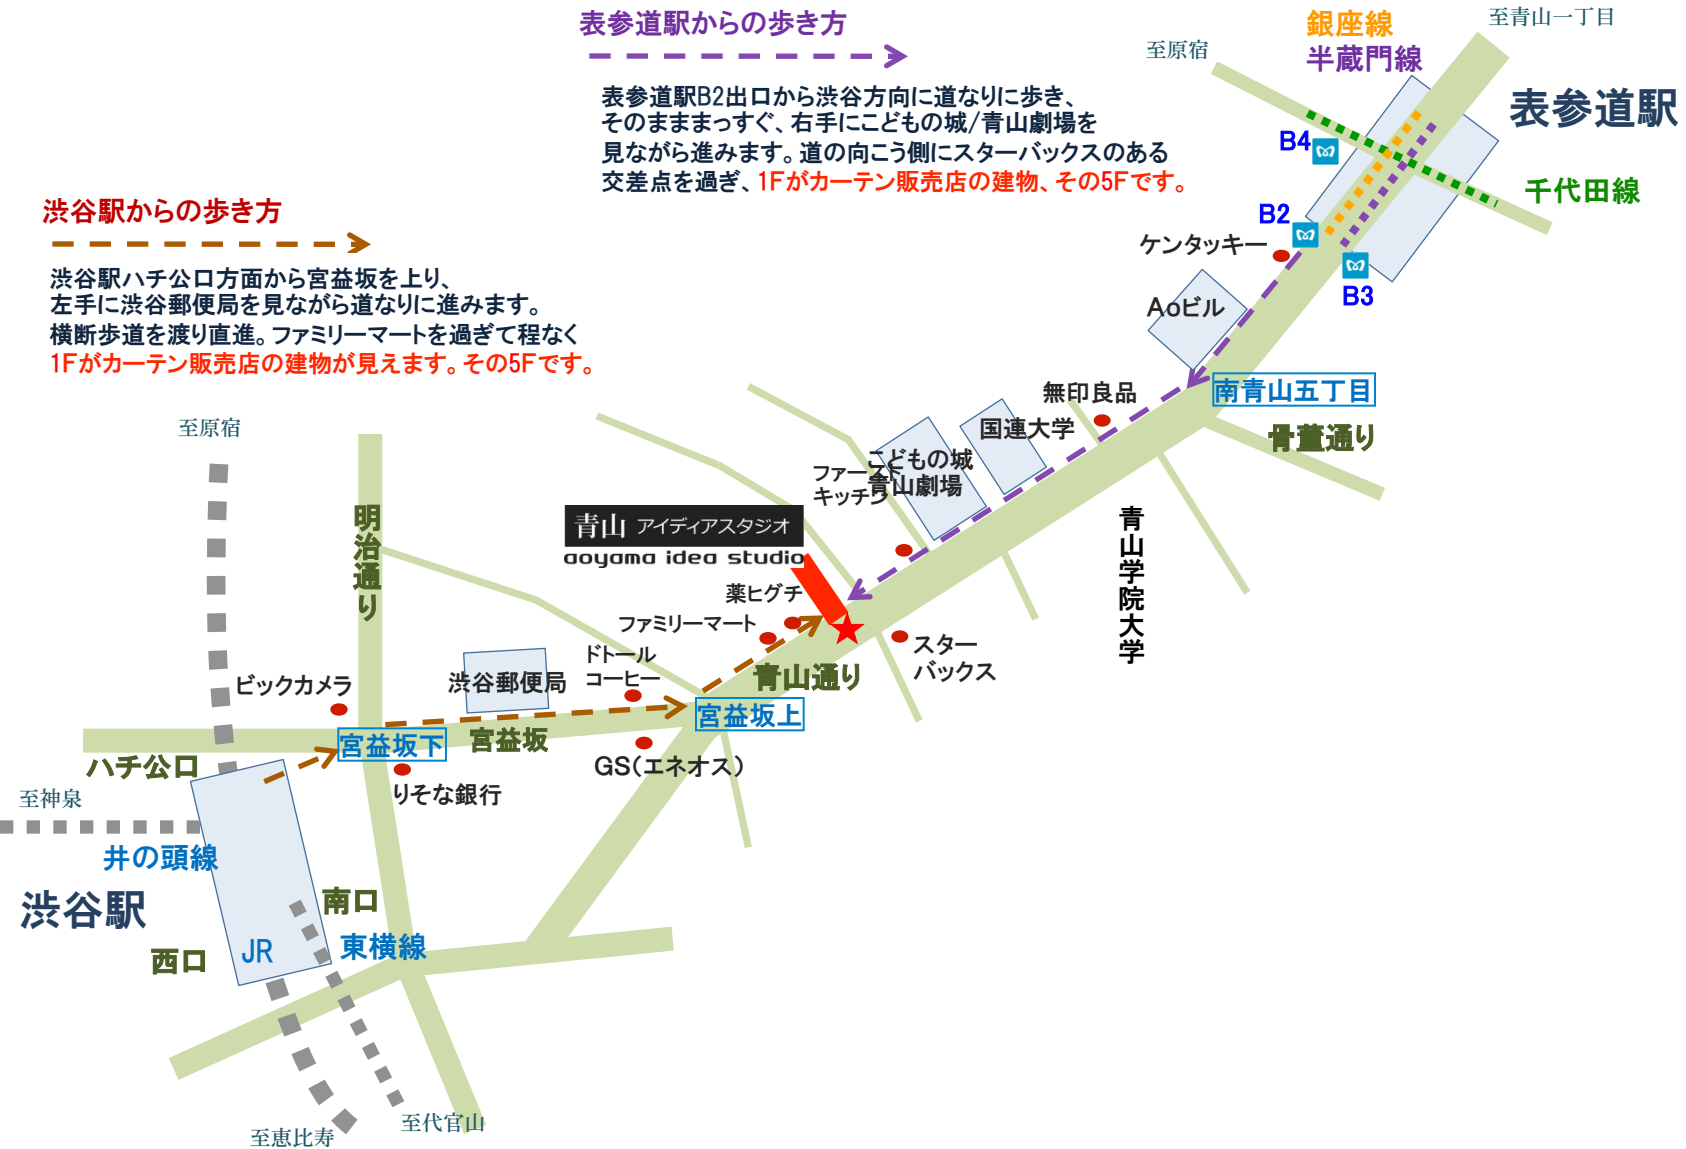 表参道駅からの歩き方
表参道駅B2出口から渋谷方向に道なりに歩き、
そのまままっすぐ、右手にこどもの城/青山劇場を
見ながら進みます。道の向こう側にスターバックスのある
交差点を過ぎ、1Fがカーテン販売店の建物、その5Fです。
渋谷駅からの歩き方
渋谷駅ハチ公口方面から宮益坂を上り、
左手に渋谷郵便局を見ながら道なりに進みます。
横断歩道を渡り直進。ファミリーマートを過ぎて程なく
1Fがカーテン販売店の建物が見えます。その5Fです。
至青山一丁目
銀座線
半蔵門線
至原宿
表参道駅
B4
千代田線
B2
ケンタッキー
B3
Aoビル
南青山五丁目
無印良品
骨董通り
国連大学
こどもの城
青山劇場
ファースト
キッチン
青山学院大学
至原宿
明治通り
青山 アイディアスタジオ
aoyama idea studio
薬ヒグチ
ファミリーマート
スター
バックス
ドトール
コーヒー
青山通り
渋谷郵便局
ビックカメラ
宮益坂上
宮益坂下
宮益坂
ハチ公口
GS(エネオス)
りそな銀行
至神泉
井の頭線
渋谷駅
南口
東横線
JR
西口
至代官山
至恵比寿